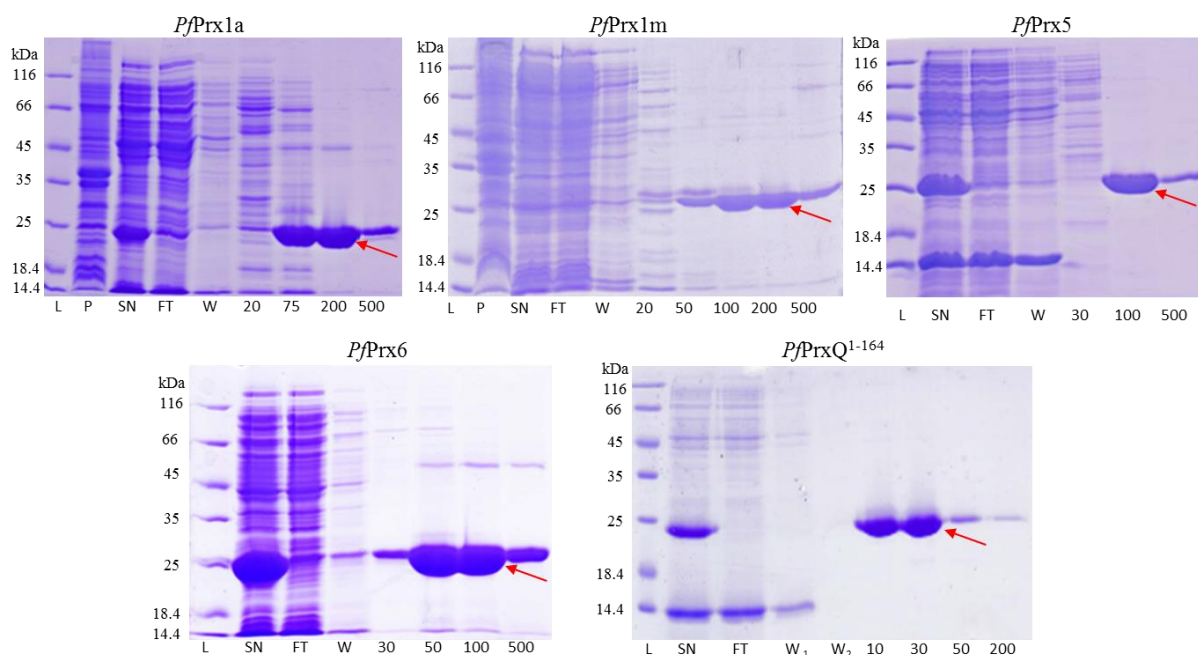 PfPrx1a
kDa
116
66
45
35
25
18.4
14.4
L P SN FT W 20 75 200 500
PfPrx1m
kDa
116
66
45
35
25
18.4
14.4
L P SN FT W 20 50 100 200 500
PfPrx5
kDa
116
66
45
35
25
18.4
14.4
L SN FT W 30 100 500
PfPrx6
kDa
116
66
45
35
25
18.4
14.4
L SN FT W 30 50 100 500
PfPrxQ¹⁻¹⁶⁴
kDa
116
66
45
35
25
18.4
14.4
L SN FT W₁ W₂ 10 30 50 200